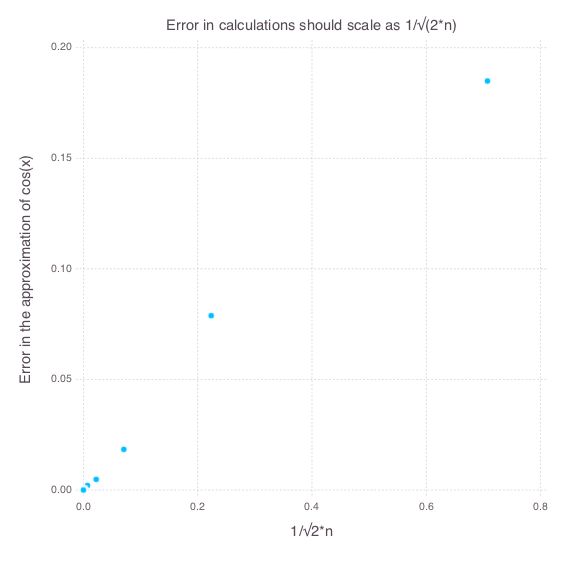 Error in calculations should scale as 1/√(2*n)
0.20
0.15
0.10
0.05
0.00
Error in the approximation of cos(x)
0.0 0.2 0.4 0.6 0.8
1/√2*n